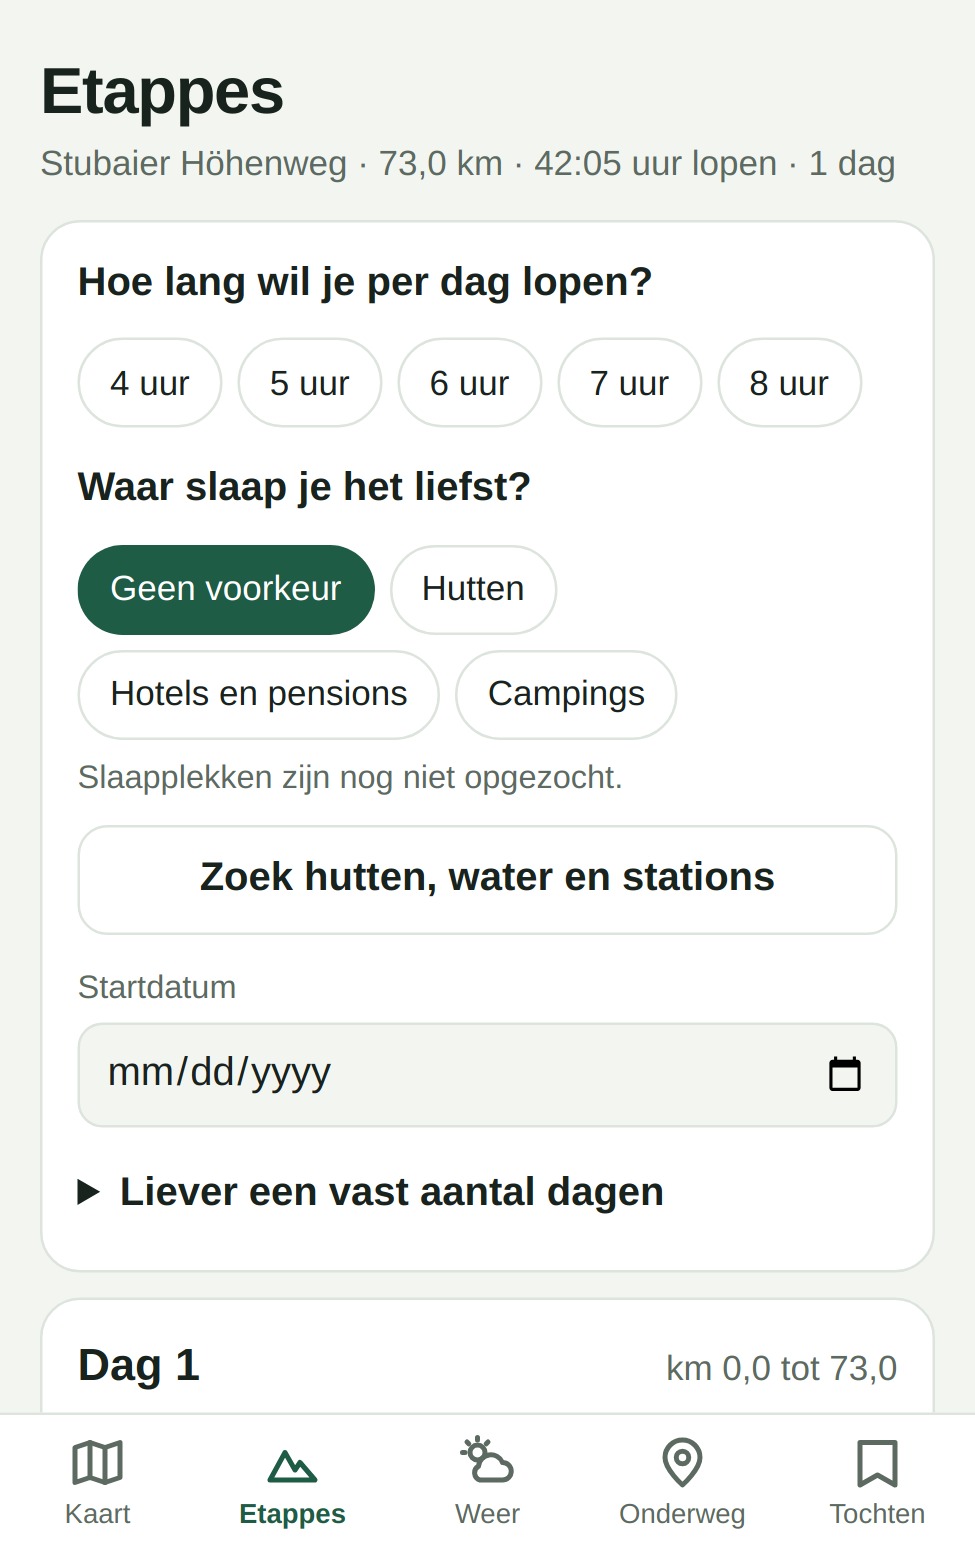 Etappes
Stubaier Höhenweg · 73,0 km · 42:05 uur lopen · 1 dag
Hoe lang wil je per dag lopen?
4 uur 5 uur 6 uur 7 uur 8 uur
Waar slaap je het liefst?
Geen voorkeur Hutten
Hotels en pensions Campings
Slaapplekken zijn nog niet opgezocht.
Zoek hutten, water en stations
Startdatum
mm/dd/yyyy
Liever een vast aantal dagen
Dag 1 km 0,0 tot 73,0
Kaart Etappes Weer Onderweg Tochten